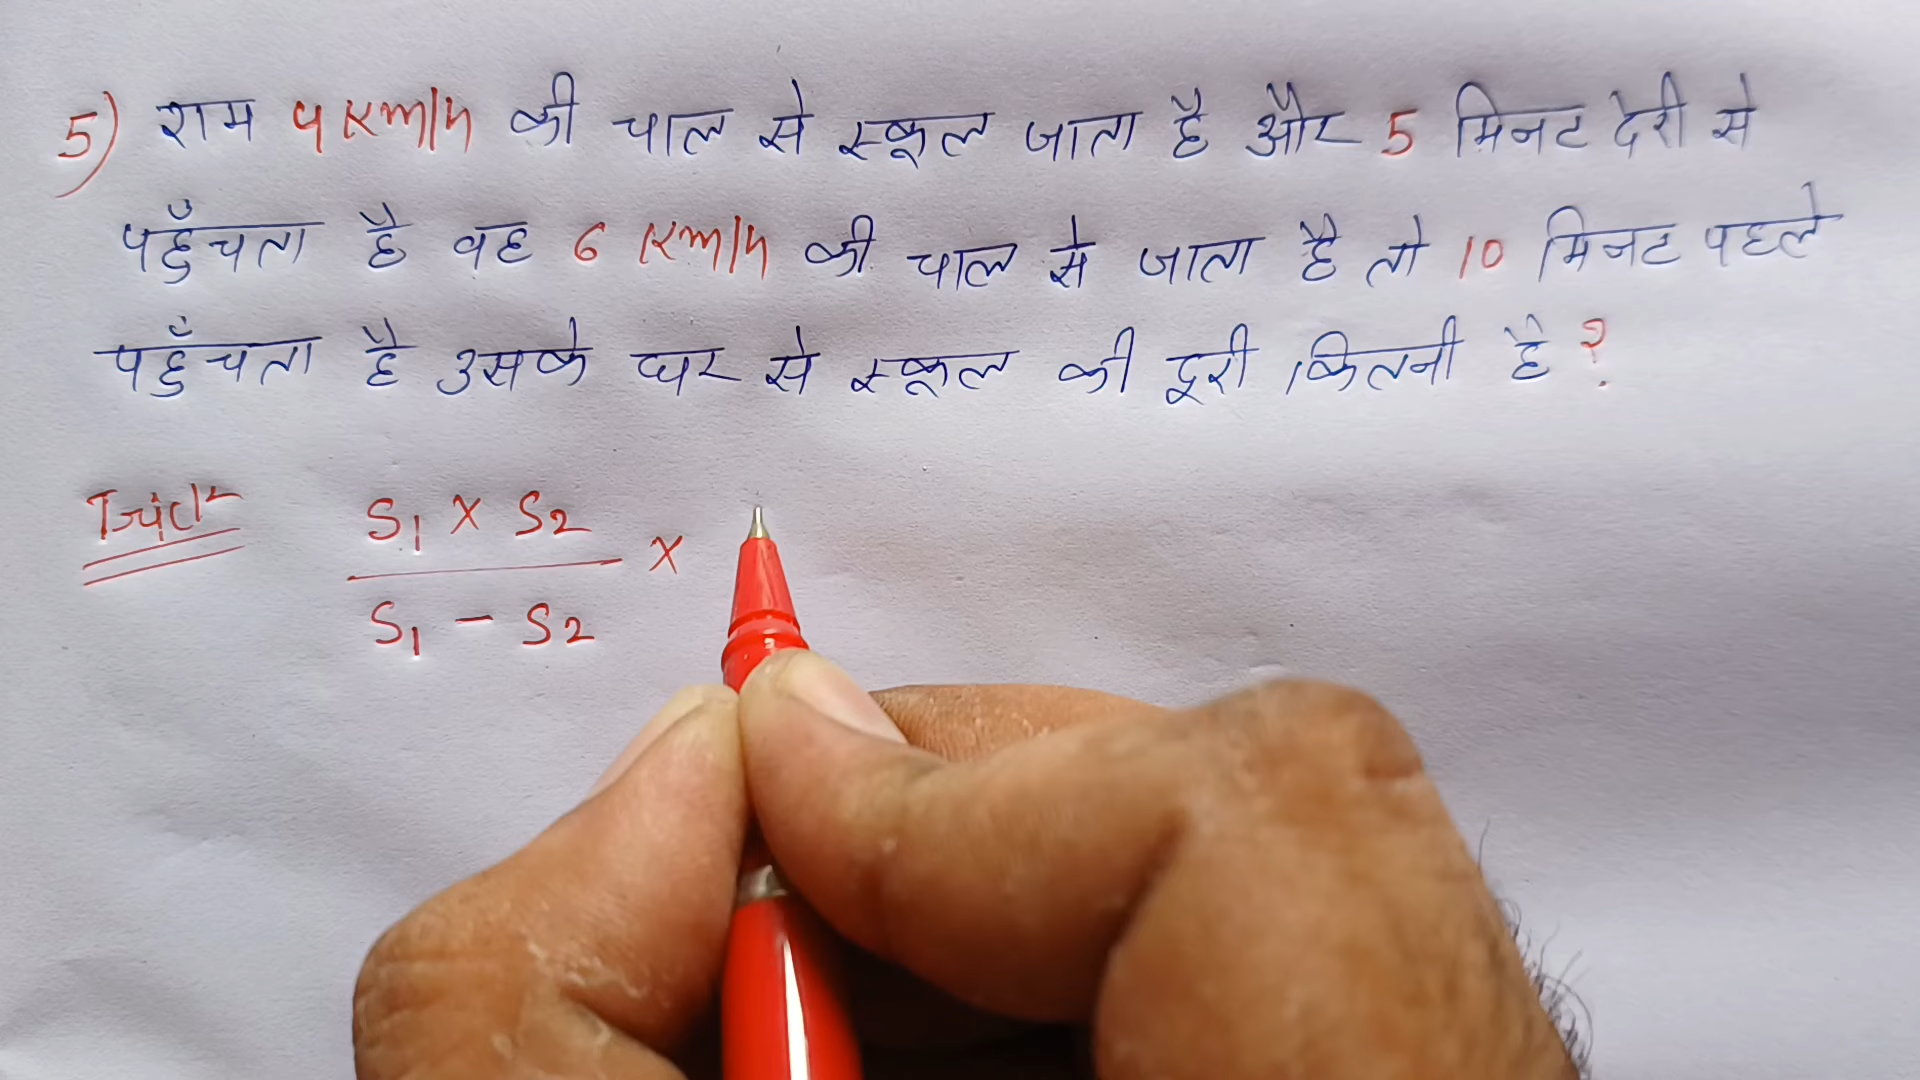 5) राम 4 km/h की चाल से स्कूल जाता है और 5 मिनट देरी से
पहुँचता है वह 6 km/h की चाल से जाता है तो 10 मिनट पहले
पहुँचता है उसके घर से स्कूल की दूरी कितनी है ?
Trick S1 × S2 ×
S1 - S2